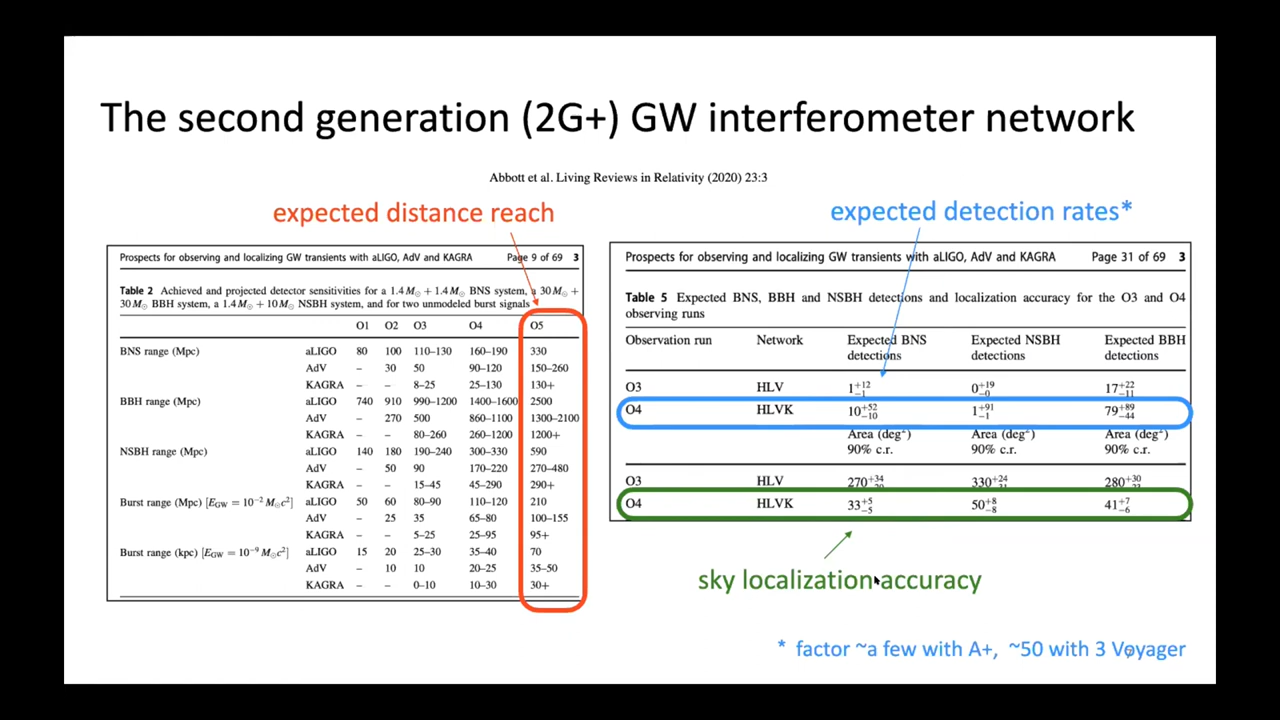 The second generation (2G+) GW interferometer network
Abbott et al. Living Reviews in Relativity (2020) 23:3
expected distance reach
expected detection rates*
Prospects for observing and localizing GW transients with aLIGO, AdV and KAGRA Page 9 of 69 3
Table 2 Achieved and projected detector sensitivities for a 1.4 M⊙ + 1.4 M⊙ BNS system, a 30 M⊙ +
30 M⊙ BBH system, a 1.4 M⊙ + 10 M⊙ NSBH system, and for two unmodeled burst signals
O1 O2 O3 O4 O5
BNS range (Mpc) aLIGO 80 100 110–130 160–190 330
AdV – 30 50 90–120 150–260
KAGRA – – 8–25 25–130 130+
BBH range (Mpc) aLIGO 740 910 990–1200 1400–1600 2500
AdV – 270 500 860–1100 1300–2100
KAGRA – – 80–260 260–1200 1200+
NSBH range (Mpc) aLIGO 140 180 190–240 300–330 590
AdV – 50 90 170–220 270–480
KAGRA – – 15–45 45–290 290+
Burst range (Mpc) [E_GW = 10⁻² M⊙c²] aLIGO 50 60 80–90 110–120 210
AdV – 25 35 65–80 100–155
KAGRA – – 5–25 25–95 95+
Burst range (kpc) [E_GW = 10⁻⁹ M⊙c²] aLIGO 15 20 25–30 35–40 70
AdV – 10 10 20–25 35–50
KAGRA – – 0–10 10–30 30+
Prospects for observing and localizing GW transients with aLIGO, AdV and KAGRA Page 31 of 69 3
Table 5 Expected BNS, BBH and NSBH detections and localization accuracy for the O3 and O4
observing runs
Observation run Network Expected BNS Expected NSBH Expected BBH
detections detections detections
O3 HLV 1 +12 −1 0 +19 −0 17 +22 −11
O4 HLVK 10 +52 −10 1 +91 −1 79 +89 −44
Area (deg²) Area (deg²) Area (deg²)
90% c.r. 90% c.r. 90% c.r.
O3 HLV 270 +34 330 +24 280 +30
O4 HLVK 33 +5 −5 50 +8 −8 41 +7 −6
sky localization accuracy
* factor ~a few with A+, ~50 with 3 Voyager